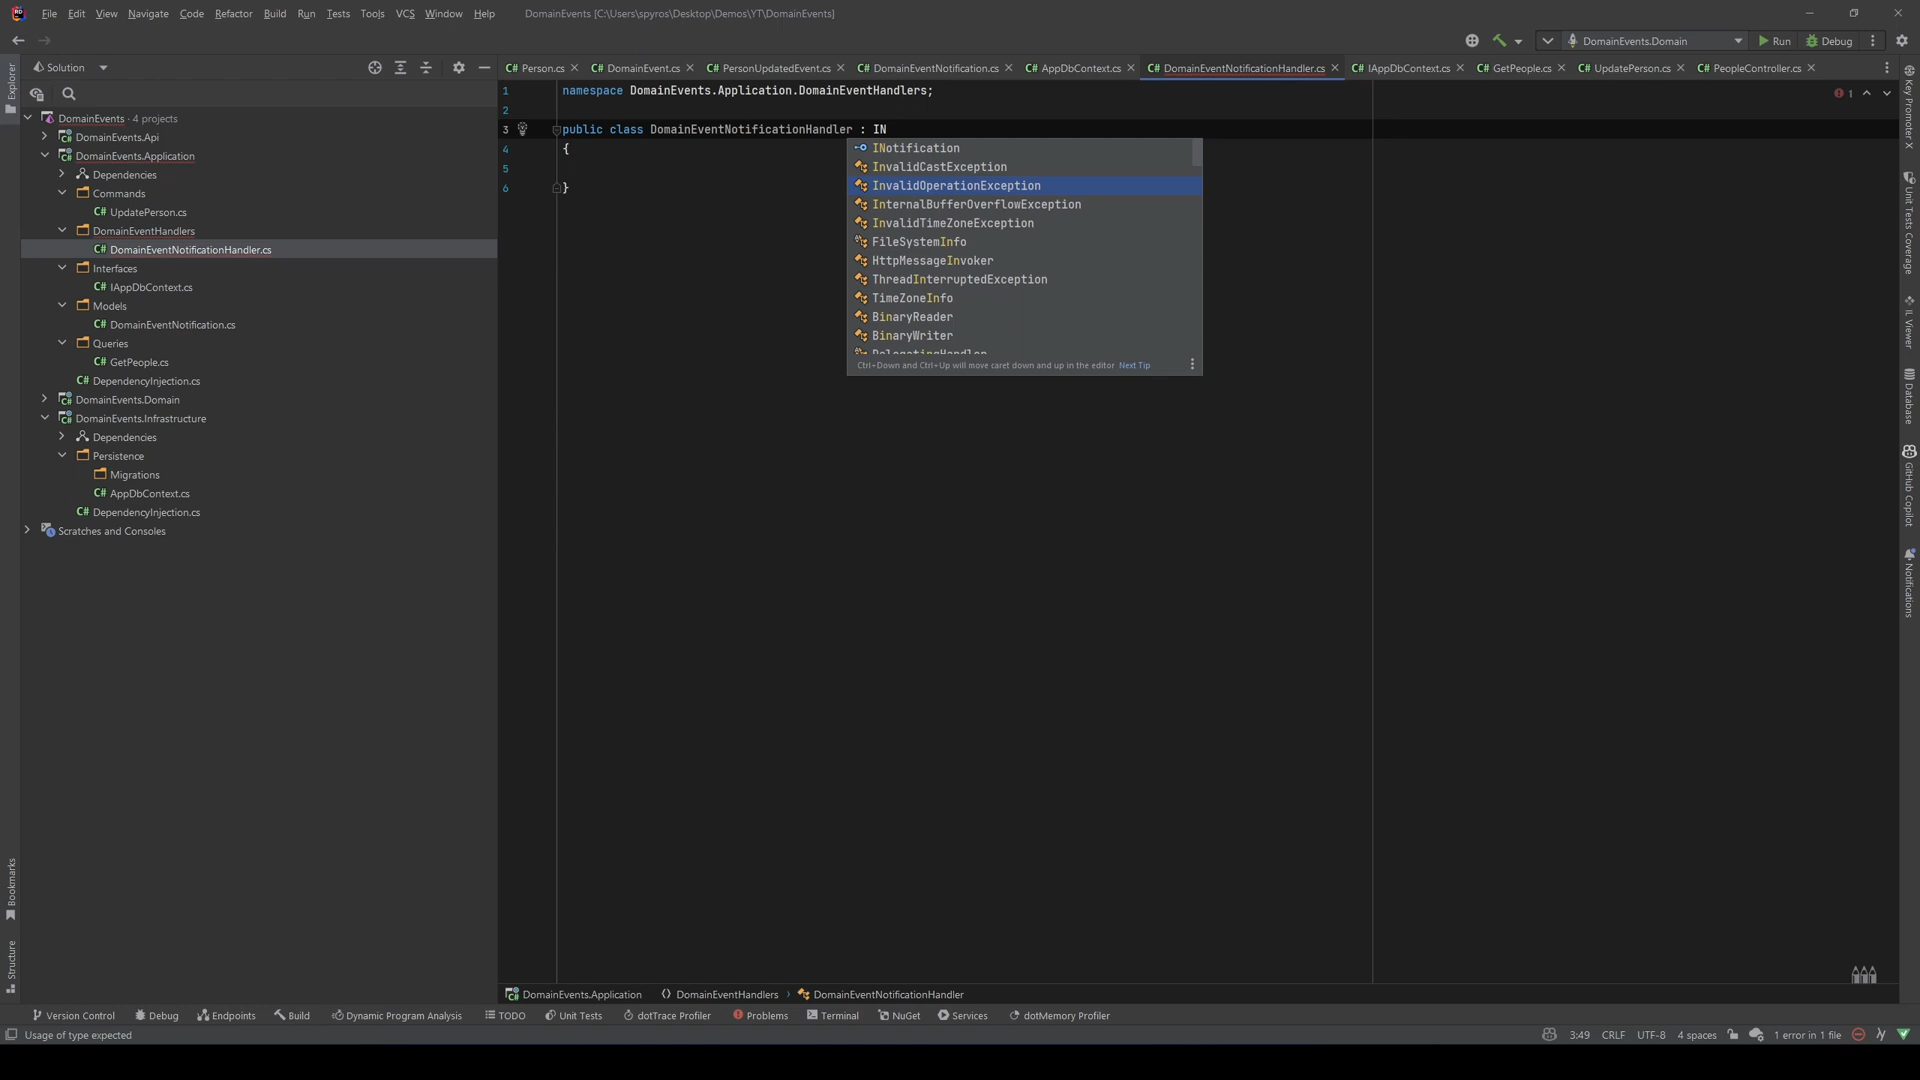 File Edit View Navigate Code Refactor Build Run Tests Tools VCS Window Help DomainEvents [C:\Users\spyros\Desktop\Demos\YT\DomainEvents]
DomainEvents.Domain Run Debug
Explorer
Solution
Person.cs DomainEvent.cs PersonUpdatedEvent.cs DomainEventNotification.cs AppDbContext.cs DomainEventNotificationHandler.cs IAppDbContext.cs GetPeople.cs UpdatePerson.cs PeopleController.cs
DomainEvents · 4 projects
DomainEvents.Api
DomainEvents.Application
Dependencies
Commands
C# UpdatePerson.cs
DomainEventHandlers
C# DomainEventNotificationHandler.cs
Interfaces
C# IAppDbContext.cs
Models
C# DomainEventNotification.cs
Queries
C# GetPeople.cs
C# DependencyInjection.cs
DomainEvents.Domain
DomainEvents.Infrastructure
Dependencies
Persistence
Migrations
C# AppDbContext.cs
C# DependencyInjection.cs
Scratches and Consoles
1 namespace DomainEvents.Application.DomainEventHandlers;
2
3 public class DomainEventNotificationHandler : IN
4 {
5
6 }
1
INotification
InvalidCastException
InvalidOperationException
InternalBufferOverflowException
InvalidTimeZoneException
FileSystemInfo
HttpMessageInvoker
ThreadInterruptedException
TimeZoneInfo
BinaryReader
BinaryWriter
DelegatingHandler
Ctrl+Down and Ctrl+Up will move caret down and up in the editor Next Tip
Key Promoter X
Unit Tests Coverage
IL Viewer
Database
GitHub Copilot
Notifications
Bookmarks
Structure
DomainEvents.Application DomainEventHandlers DomainEventNotificationHandler
Version Control Debug Endpoints Build Dynamic Program Analysis TODO Unit Tests dotTrace Profiler Problems Terminal NuGet Services dotMemory Profiler
Usage of type expected 3:49 CRLF UTF-8 4 spaces 1 error in 1 file